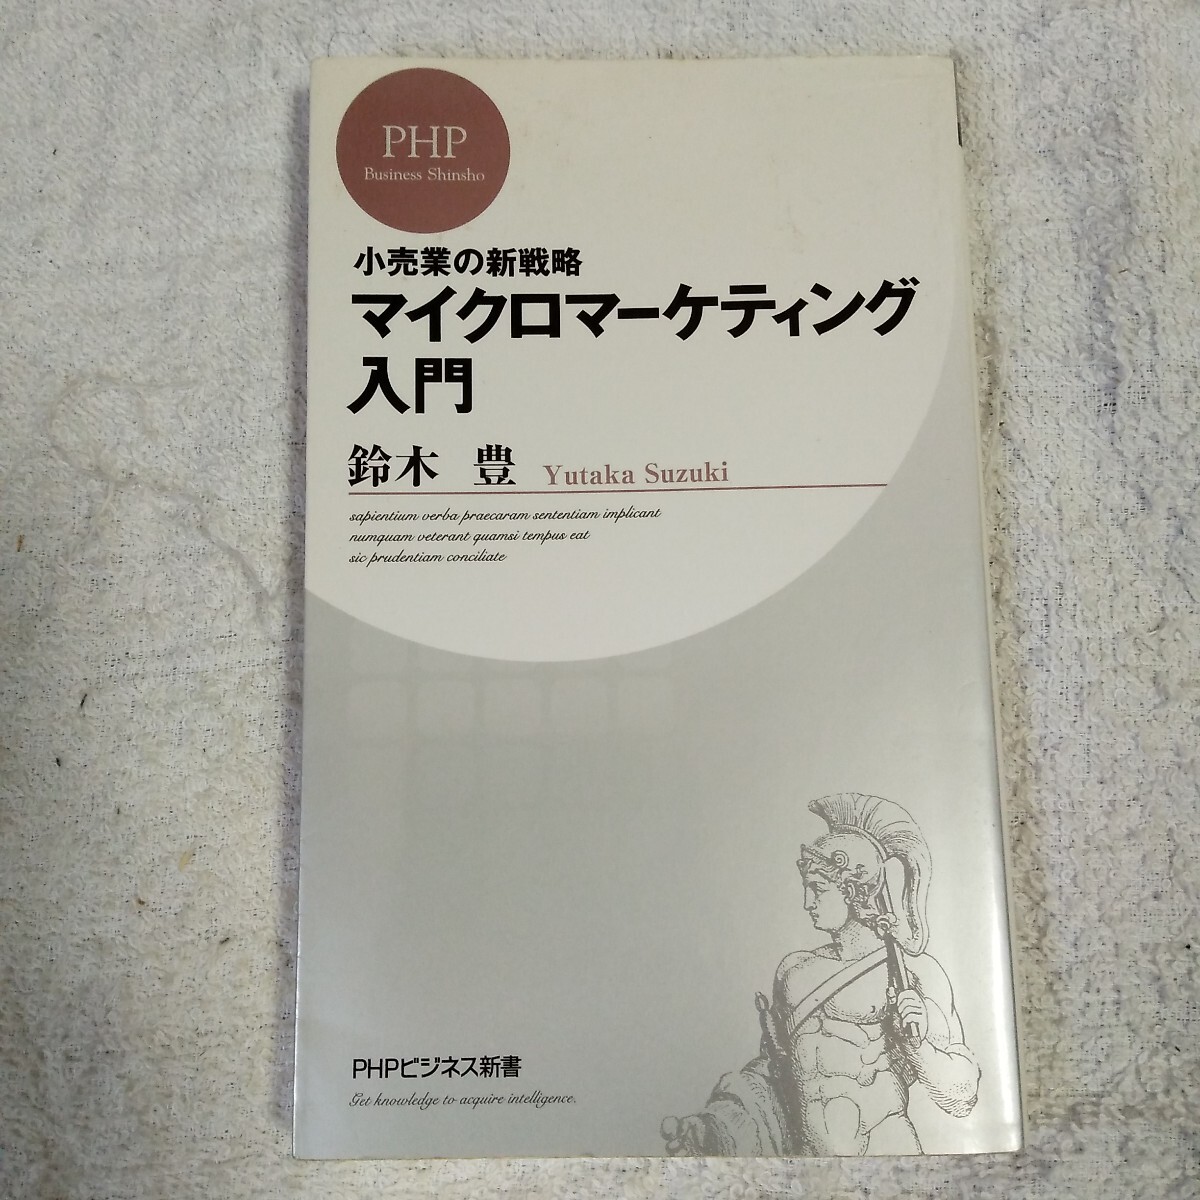 PHP
Business Shinsho
小売業の新戦略
マイクロマーケティング
入門
鈴木 豊 Yutaka Suzuki
sapientium verba praecaram sententiam implicant
numquam veterant quamsi tempus eat
sic prudentiam conciliate
PHPビジネス新書
Get knowledge to acquire intelligence.